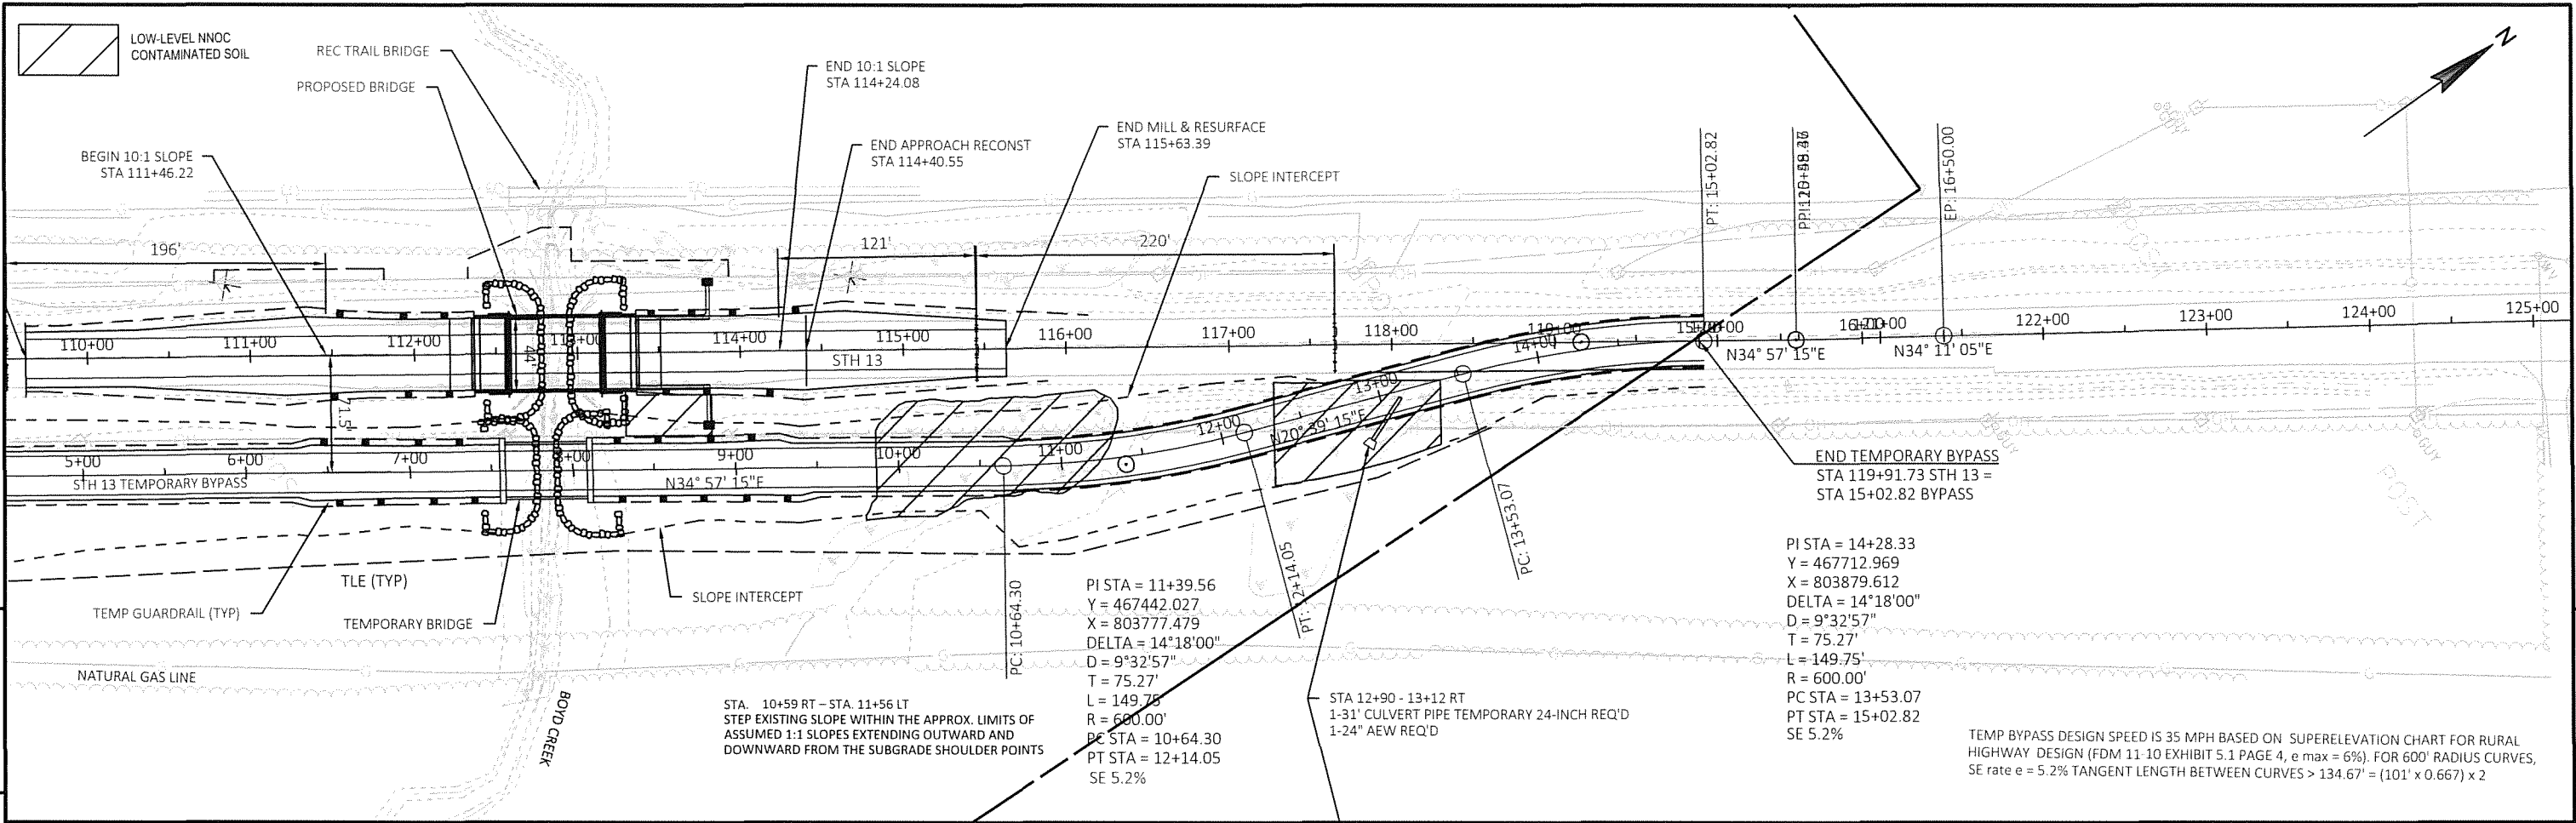 LOW-LEVEL NNOC
CONTAMINATED SOIL
REC TRAIL BRIDGE
PROPOSED BRIDGE
BEGIN 10:1 SLOPE
STA 111+46.22
END 10:1 SLOPE
STA 114+24.08
END APPROACH RECONST
STA 114+40.55
END MILL & RESURFACE
STA 115+63.39
SLOPE INTERCEPT
N
PT: 15+02.82
EP: 16+50.00
196'
121'
220'
110+00
111+00
112+00
114+00
115+00
116+00
117+00
118+00
119+00
122+00
123+00
124+00
125+00
STH 13
44'
71.5'
N34° 57' 15"E
N34° 11' 05"E
5+00
6+00
7+00
8+00
9+00
10+00
11+00
12+00
13+00
14+00
STH 13 TEMPORARY BYPASS
N34° 57' 15"E
N20° 39' 15"E
END TEMPORARY BYPASS
STA 119+91.73 STH 13 =
STA 15+02.82 BYPASS
POST
TLE (TYP)
TEMP GUARDRAIL (TYP)
TEMPORARY BRIDGE
SLOPE INTERCEPT
NATURAL GAS LINE
BOYD CREEK
PC: 10+64.30
PC: 13+53.07
STA. 10+59 RT – STA. 11+56 LT
STEP EXISTING SLOPE WITHIN THE APPROX. LIMITS OF
ASSUMED 1:1 SLOPES EXTENDING OUTWARD AND
DOWNWARD FROM THE SUBGRADE SHOULDER POINTS
PI STA = 11+39.56
Y = 467442.027
X = 803777.479
DELTA = 14°18'00"
D = 9°32'57"
T = 75.27'
L = 149.75'
R = 600.00'
PC STA = 10+64.30
PT STA = 12+14.05
SE 5.2%
STA 12+90 - 13+12 RT
1-31' CULVERT PIPE TEMPORARY 24-INCH REQ'D
1-24" AEW REQ'D
PI STA = 14+28.33
Y = 467712.969
X = 803879.612
DELTA = 14°18'00"
D = 9°32'57"
T = 75.27'
L = 149.75'
R = 600.00'
PC STA = 13+53.07
PT STA = 15+02.82
SE 5.2%
TEMP BYPASS DESIGN SPEED IS 35 MPH BASED ON SUPERELEVATION CHART FOR RURAL
HIGHWAY DESIGN (FDM 11-10 EXHIBIT 5.1 PAGE 4, e max = 6%). FOR 600' RADIUS CURVES,
SE rate e = 5.2% TANGENT LENGTH BETWEEN CURVES > 134.67' = (101' x 0.667) x 2